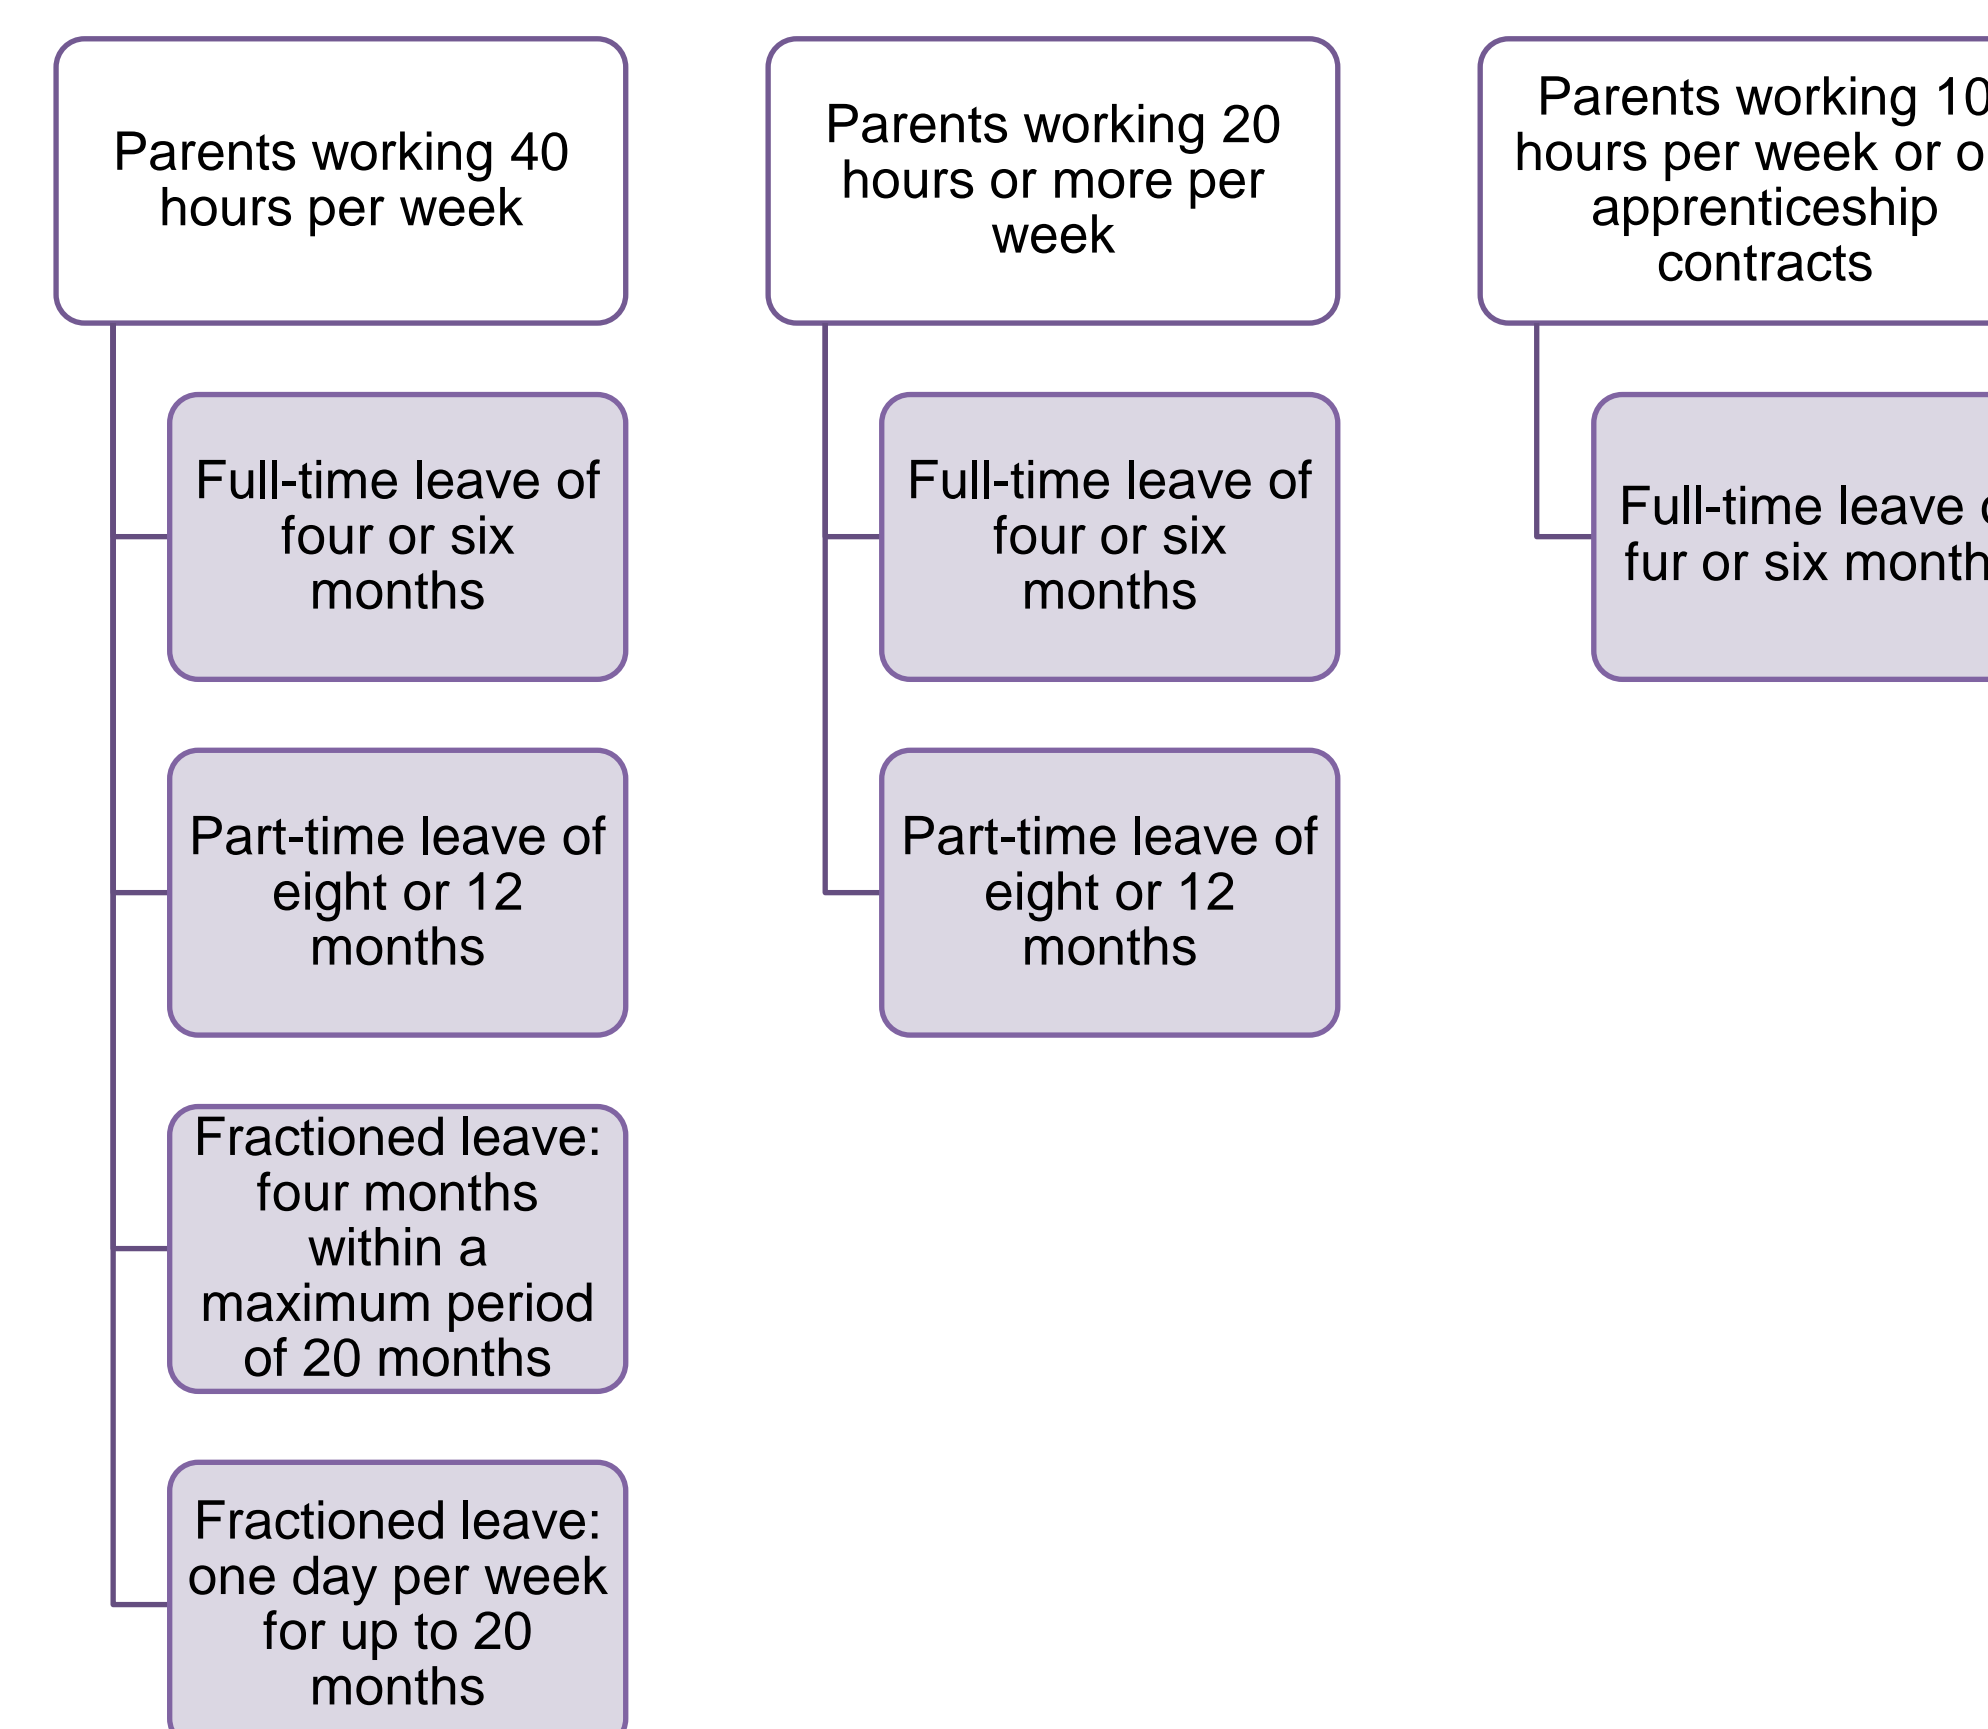 Parents working 40
hours per week
Full-time leave of
four or six
months
Part-time leave of
eight or 12
months
Fractioned leave:
four months
within a
maximum period
of 20 months
Fractioned leave:
one day per week
for up to 20
months
Parents working 20
hours or more per
week
Full-time leave of
four or six
months
Part-time leave of
eight or 12
months
Parents working 10
hours per week or
apprenticeship
contracts
Full-time leave
fur or six